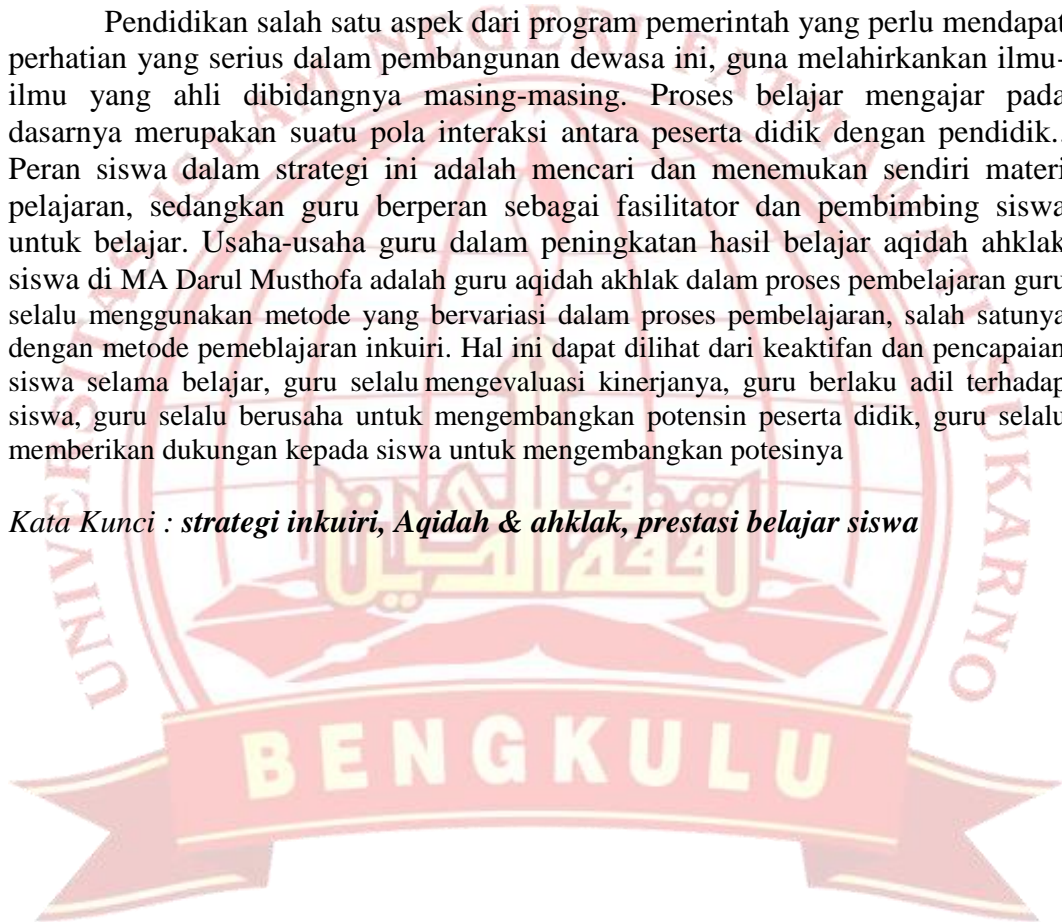 Pendidikan salah satu aspek dari program pemerintah yang perlu mendapat
perhatian yang serius dalam pembangunan dewasa ini, guna melahirkankan ilmu-
ilmu yang ahli dibidangnya masing-masing. Proses belajar mengajar pada
dasarnya merupakan suatu pola interaksi antara peserta didik dengan pendidik..
Peran siswa dalam strategi ini adalah mencari dan menemukan sendiri materi
pelajaran, sedangkan guru berperan sebagai fasilitator dan pembimbing siswa
untuk belajar. Usaha-usaha guru dalam peningkatan hasil belajar aqidah ahklak
siswa di MA Darul Musthofa adalah guru aqidah akhlak dalam proses pembelajaran guru
selalu menggunakan metode yang bervariasi dalam proses pembelajaran, salah satunya
dengan metode pemeblajaran inkuiri. Hal ini dapat dilihat dari keaktifan dan pencapaian
siswa selama belajar, guru selalu mengevaluasi kinerjanya, guru berlaku adil terhadap
siswa, guru selalu berusaha untuk mengembangkan potensin peserta didik, guru selalu
memberikan dukungan kepada siswa untuk mengembangkan potesinya
Kata Kunci : strategi inkuiri, Aqidah & ahklak, prestasi belajar siswa
UNIVERSITAS ISLAM NEGERI FATMAWATI SUKARNO
BENGKULU